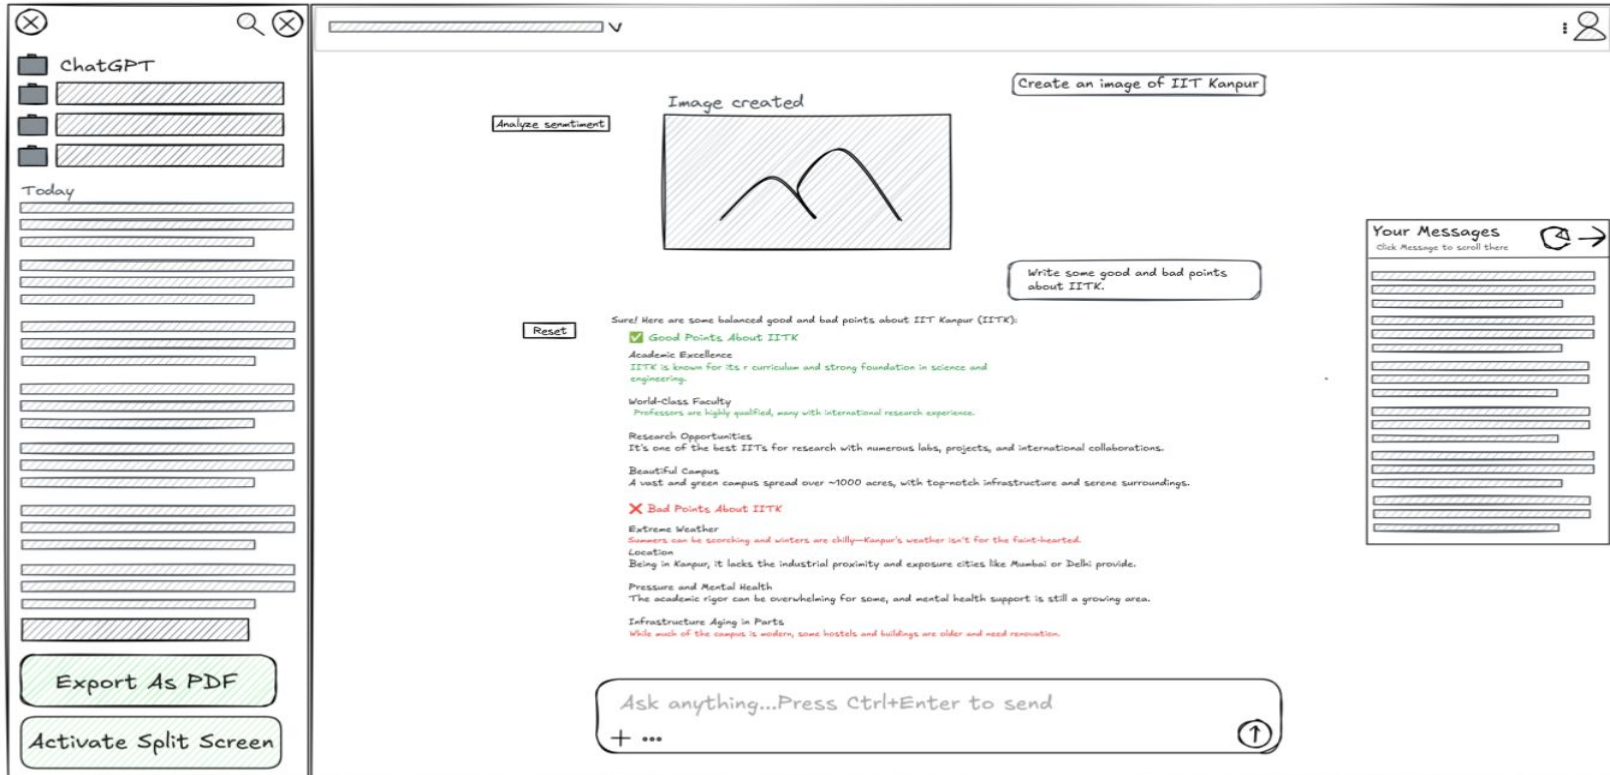 ChatGPT
Today
Export As PDF
Activate Split Screen
Create an image of IIT Kanpur
Image created
Analyze senmtiment
Write some good and bad points
about IITK.
Reset
Sure! Here are some balanced good and bad points about IIT Kanpur (IITK):
✅ Good Points About IITK
Academic Excellence
IITK is known for its r curriculum and strong foundation in science and
engineering.
World-Class Faculty
Professors are highly qualified, many with international research experience.
Research Opportunities
It's one of the best IITs for research with numerous labs, projects, and international collaborations.
Beautiful Campus
A vast and green campus spread over ~1000 acres, with top-notch infrastructure and serene surroundings.
❌ Bad Points About IITK
Extreme Weather
Summers can be scorching and winters are chilly—Kanpur's weather isn't for the faint-hearted.
Location
Being in Kanpur, it lacks the industrial proximity and exposure cities like Mumbai or Delhi provide.
Pressure and Mental Health
The academic rigor can be overwhelming for some, and mental health support is still a growing area.
Infrastructure Aging in Parts
While much of the campus is modern, some hostels and buildings are older and need renovation.
Ask anything...Press Ctrl+Enter to send
Your Messages
Click Message to scroll there